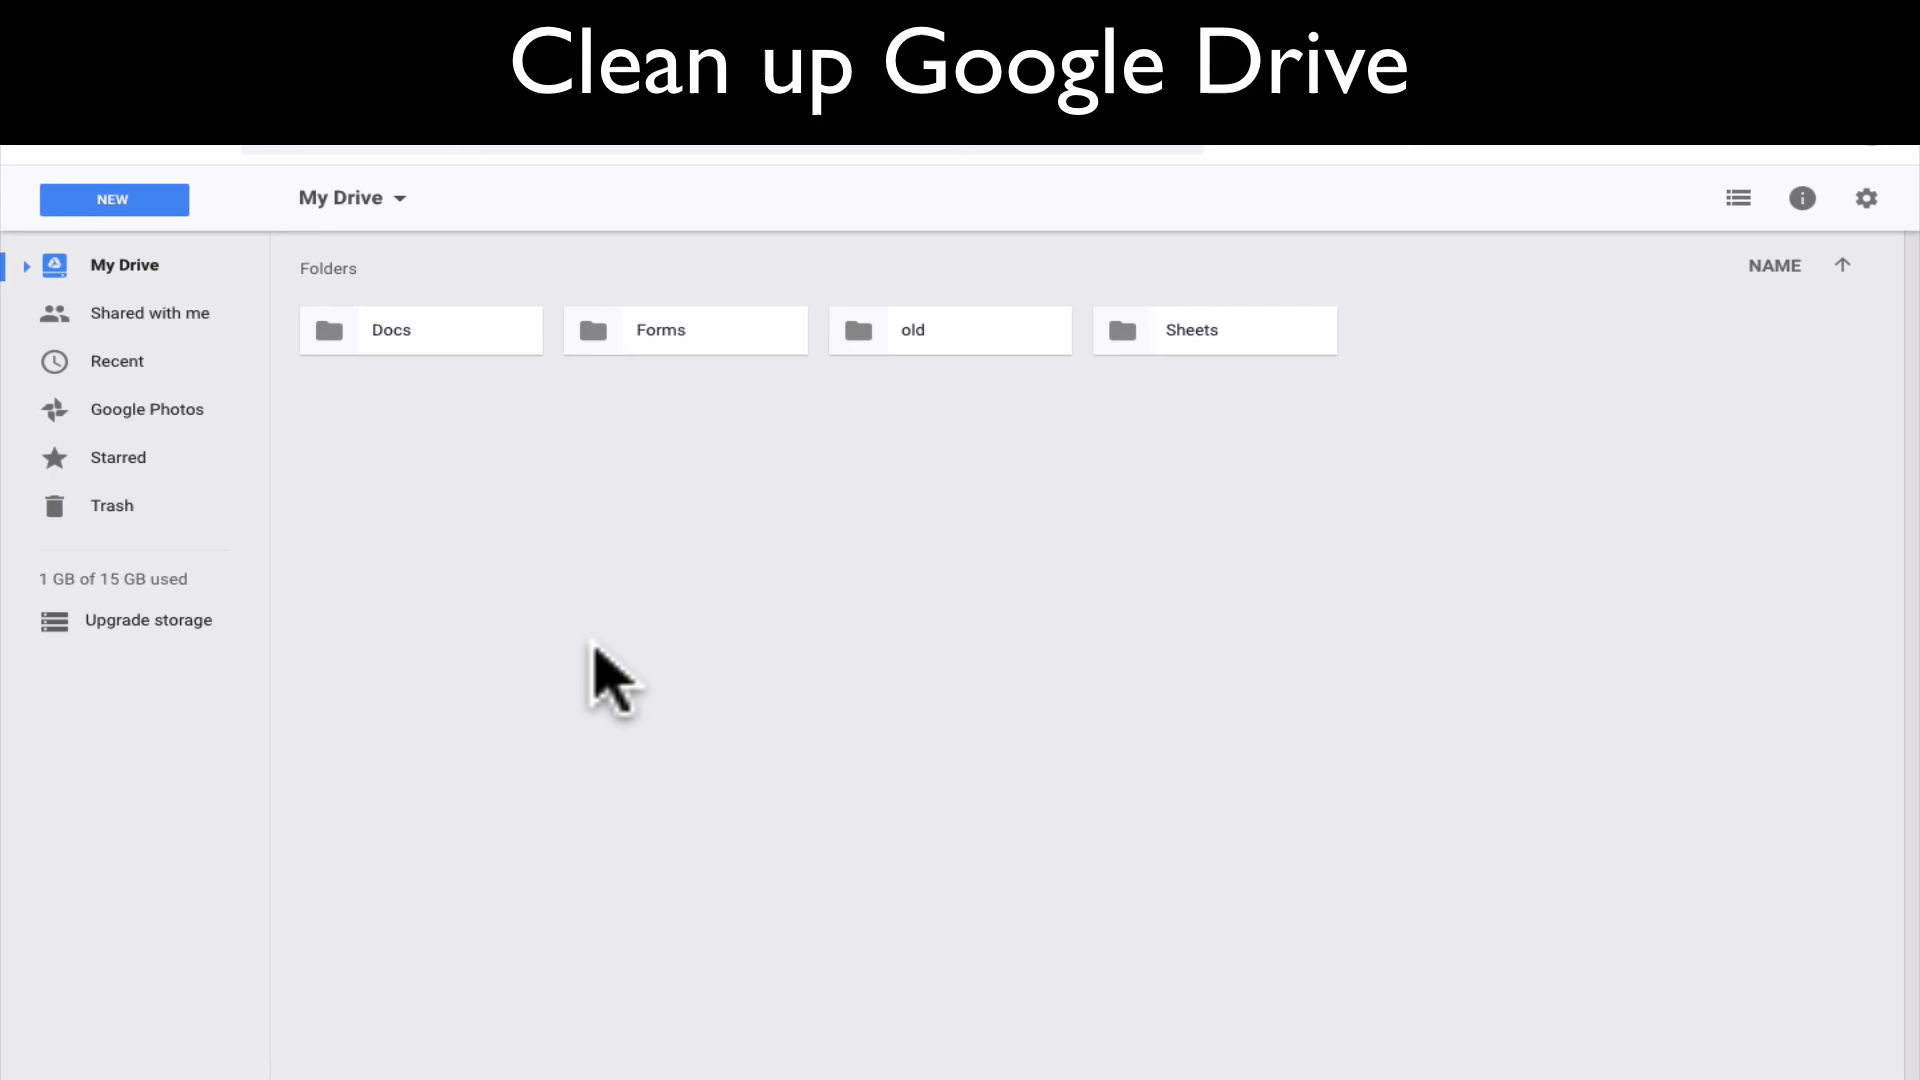 Clean up Google Drive
NEW
My Drive
My Drive
Shared with me
Recent
Google Photos
Starred
Trash
1 GB of 15 GB used
Upgrade storage
Folders
NAME
Docs
Forms
old
Sheets